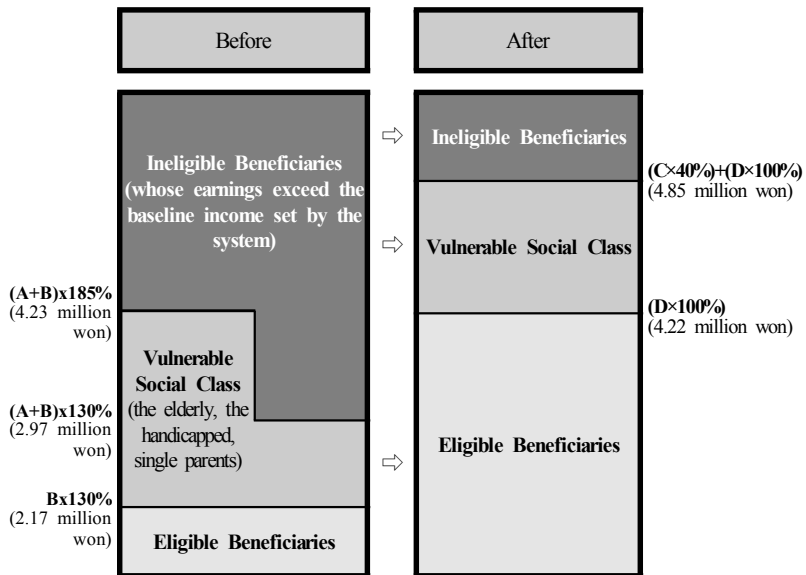 Before
After
Ineligible Beneficiaries
(whose earnings exceed the
baseline income set by the
system)
(A+B)x185%
(4.23 million
won)
Vulnerable
Social Class
(the elderly, the
handicapped,
single parents)
(A+B)x130%
(2.97 million
won)
Bx130%
(2.17 million
won)
Eligible Beneficiaries
⇨
⇨
⇨
Ineligible Beneficiaries
(C×40%)+(D×100%)
(4.85 million won)
Vulnerable Social Class
(D×100%)
(4.22 million won)
Eligible Beneficiaries